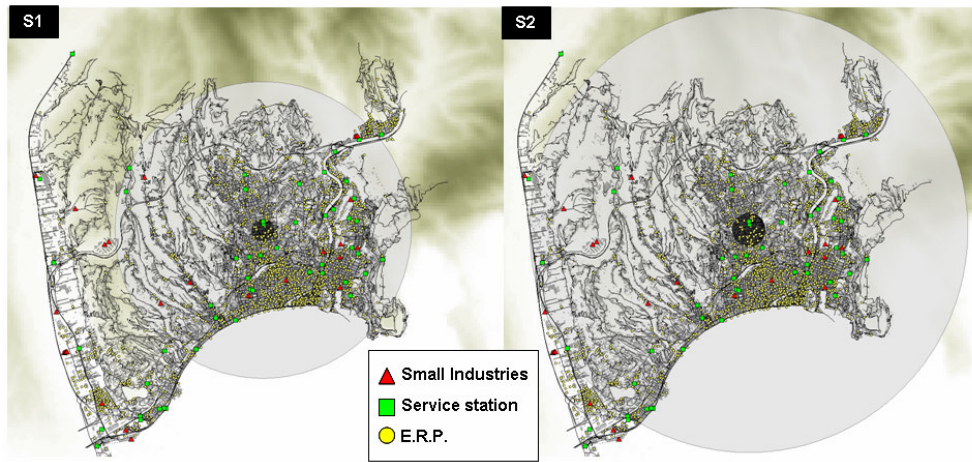 S1
S2
Small Industries
Service station
E.R.P.